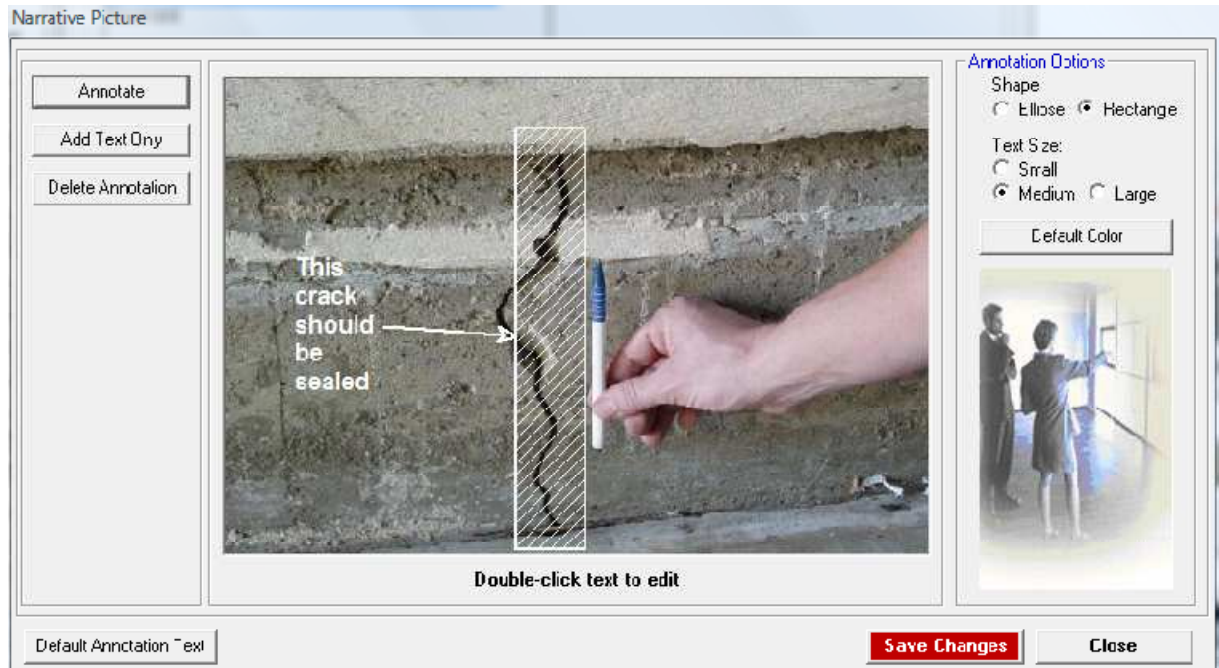 Narrative Picture
Annotate
Add Text Only
Delete Annotation
This
crack
should
be
sealed
Double-click text to edit
Annotation Options
Shape
Ellipse Rectangle
Text Size:
Small
Medium Large
Default Color
Default Annotation Text
Save Changes
Close